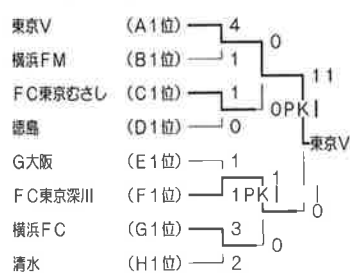 東京V (A1位) 4
0
横浜FM (B1位) 1
11
FC東京むさし (C1位) 1
0PK
徳島 (D1位) 0
東京V
G大阪 (E1位) 1
1
FC東京深川 (F1位) 1PK
0
横浜FC (G1位) 3
0
清水 (H1位) 2